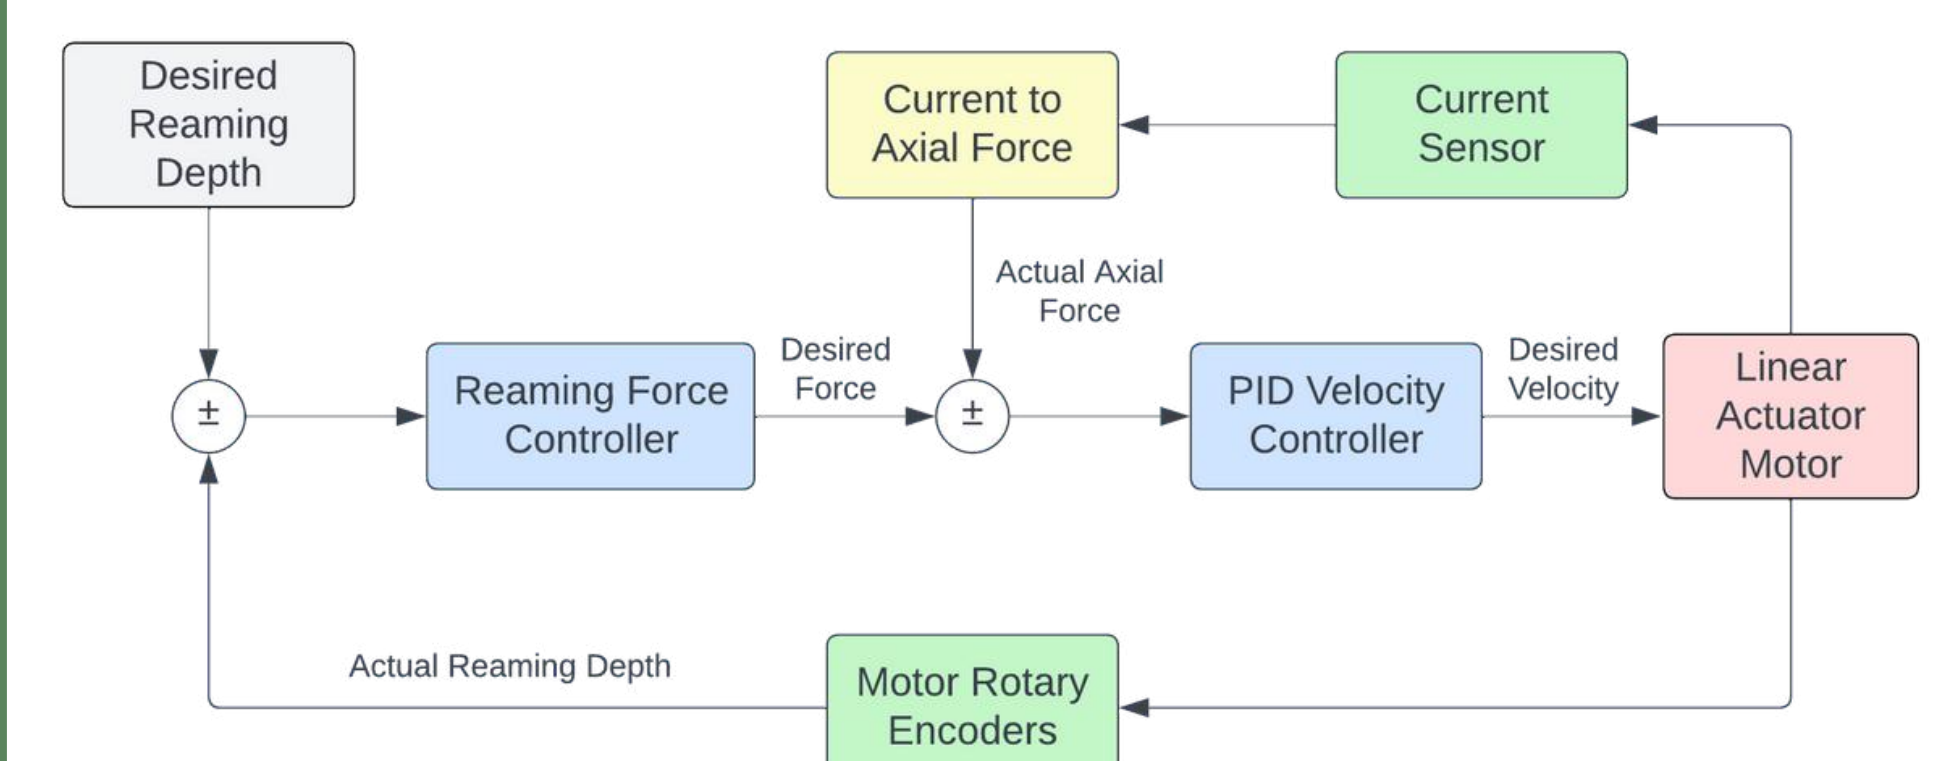 Desired
Reaming
Depth
Current to
Axial Force
Current
Sensor
Actual Axial
Force
±
Reaming Force
Controller
Desired
Force
±
PID Velocity
Controller
Desired
Velocity
Linear
Actuator
Motor
Actual Reaming Depth
Motor Rotary
Encoders